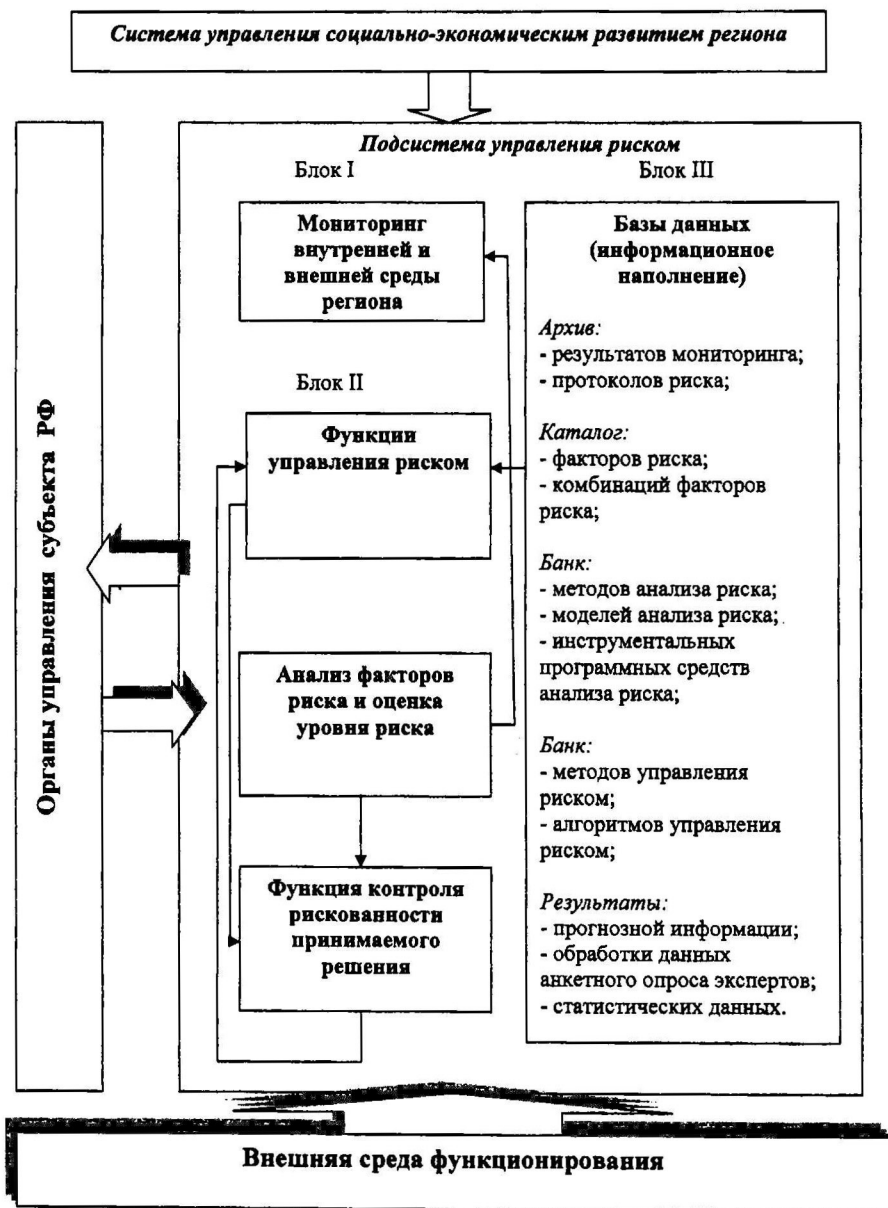 Система управления социально-экономическим развитием региона
Органы управления субъекта РФ
Подсистема управления риском
Блок I
Мониторинг
внутренней и
внешней среды
региона
Блок II
Функции
управления риском
Анализ факторов
риска и оценка
уровня риска
Функция контроля
рискованности
принимаемого
решения
Блок III
Базы данных
(информационное
наполнение)
Архив:
- результатов мониторинга;
- протоколов риска;
Каталог:
- факторов риска;
- комбинаций факторов
риска;
Банк:
- методов анализа риска;
- моделей анализа риска;
- инструментальных
программных средств
анализа риска;
Банк:
- методов управления
риском;
- алгоритмов управления
риском;
Результаты:
- прогнозной информации;
- обработки данных
анкетного опроса экспертов;
- статистических данных.
Внешняя среда функционирования